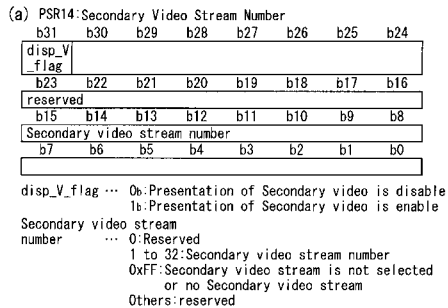 (a) PSR14:Secondary Video Stream Number
b31 b30 b29 b28 b27 b26 b25 b24
disp_V
_flag
b23 b22 b21 b20 b19 b18 b17 b16
reserved
b15 b14 b13 b12 b11 b10 b9 b8
Secondary video stream number
b7 b6 b5 b4 b3 b2 b1 b0
disp_V_flag … 0b:Presentation of Secondary video is disable
1b:Presentation of Secondary video is enable
Secondary video stream
number … 0:Reserved
1 to 32:Secondary video stream number
0xFF:Secondary video stream is not selected
or no Secondary video stream
Others:reserved